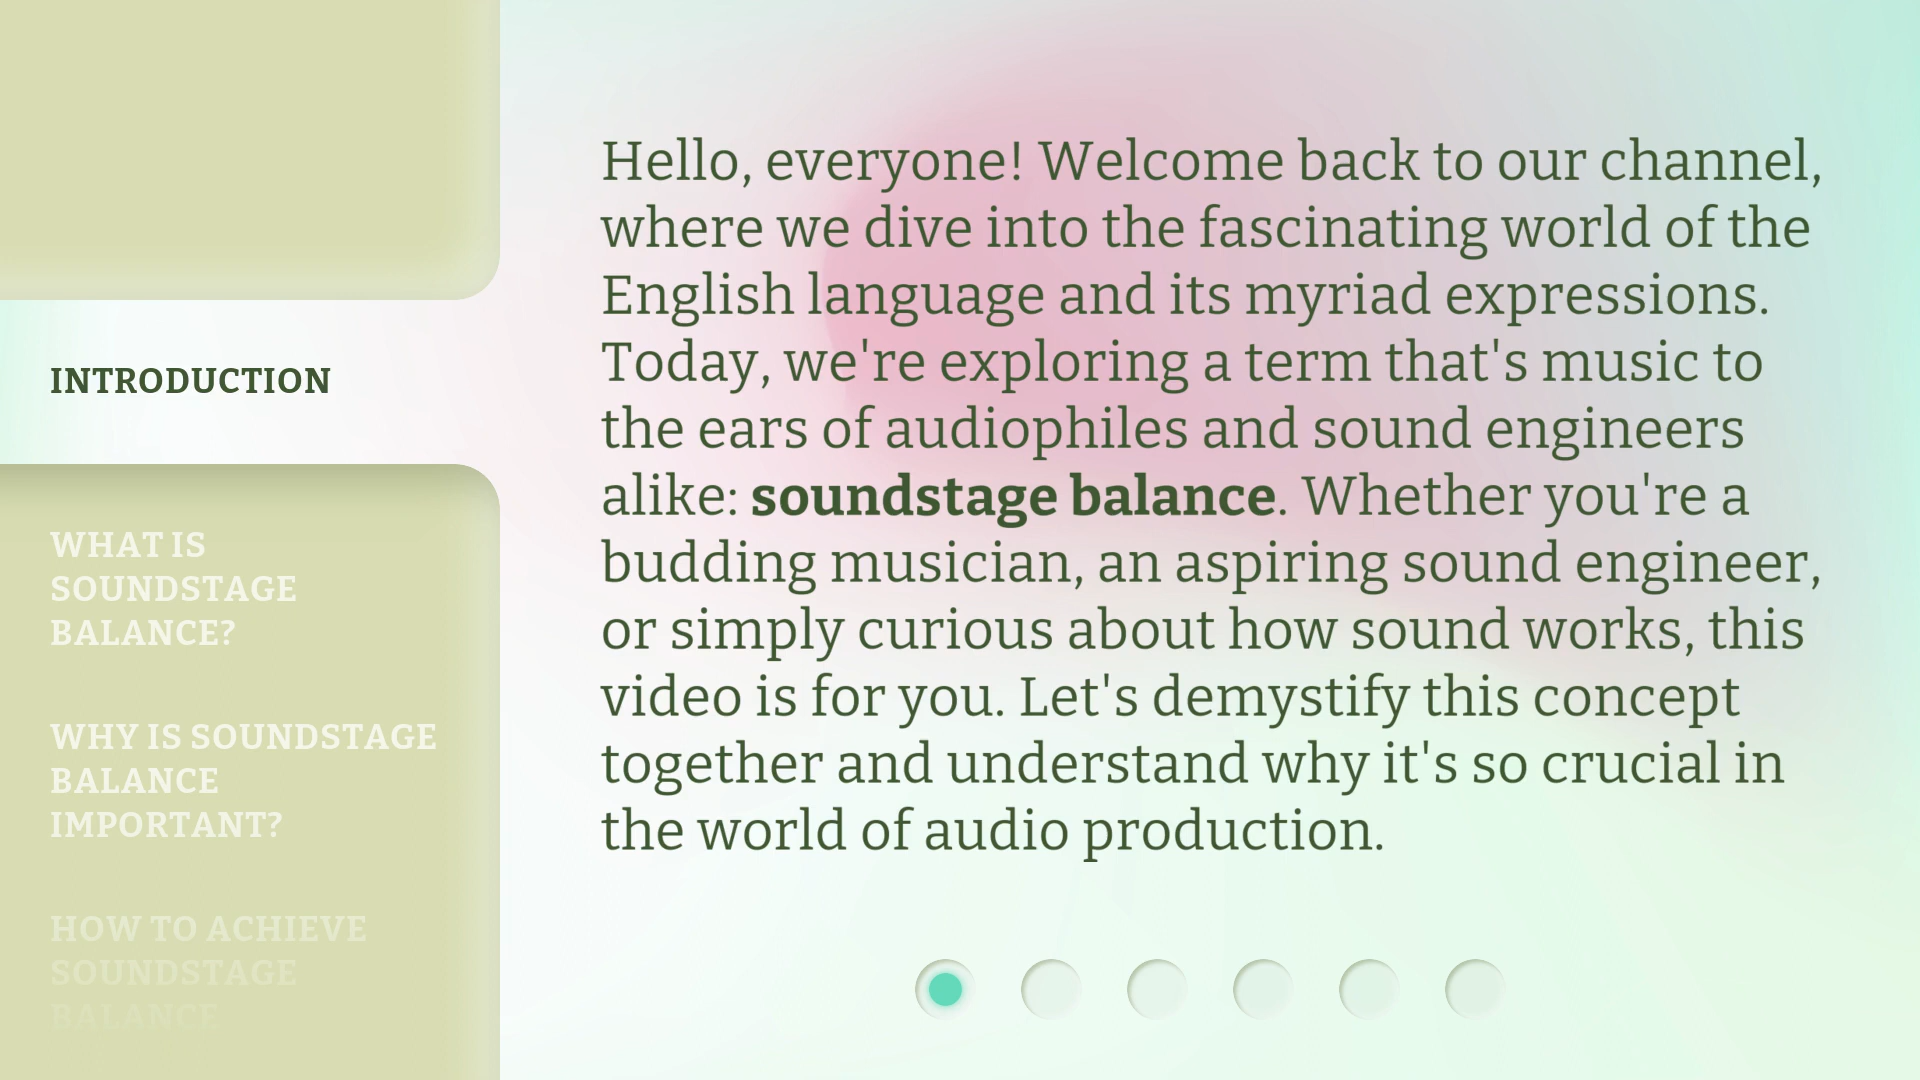 INTRODUCTION
WHAT IS
SOUNDSTAGE
BALANCE?
WHY IS SOUNDSTAGE
BALANCE
IMPORTANT?
HOW TO ACHIEVE
SOUNDSTAGE
BALANCE
Hello, everyone! Welcome back to our channel,
where we dive into the fascinating world of the
English language and its myriad expressions.
Today, we're exploring a term that's music to
the ears of audiophiles and sound engineers
alike: soundstage balance. Whether you're a
budding musician, an aspiring sound engineer,
or simply curious about how sound works, this
video is for you. Let's demystify this concept
together and understand why it's so crucial in
the world of audio production.